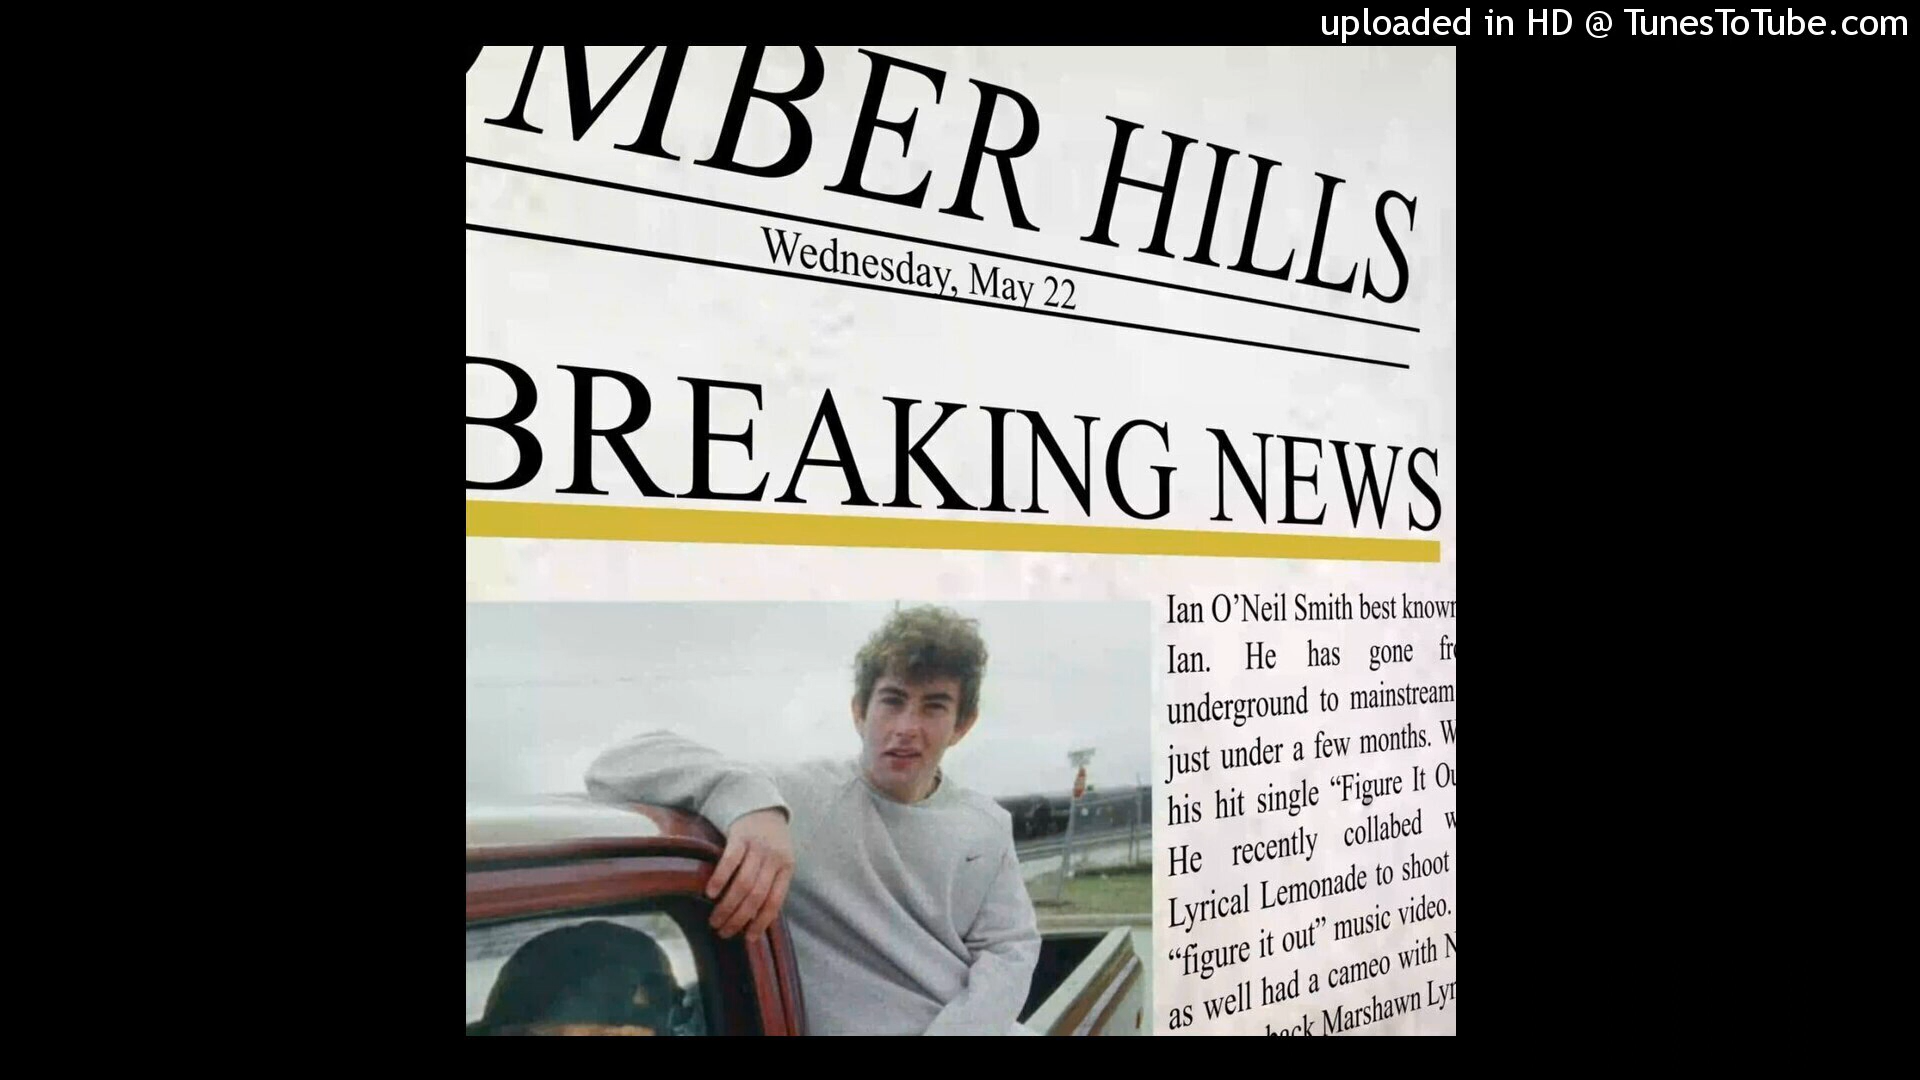 uploaded in HD @ TunesToTube.com
MBER HILLS
Wednesday, May 22
BREAKING NEWS
Ian O’Neil Smith best known
Ian. He has gone
underground to mainstream
just under a few months.
his hit single “Figure It
He recently collabed
Lyrical Lemonade to shoot
“figure it out” music video.
as well had a cameo with
Marshawn